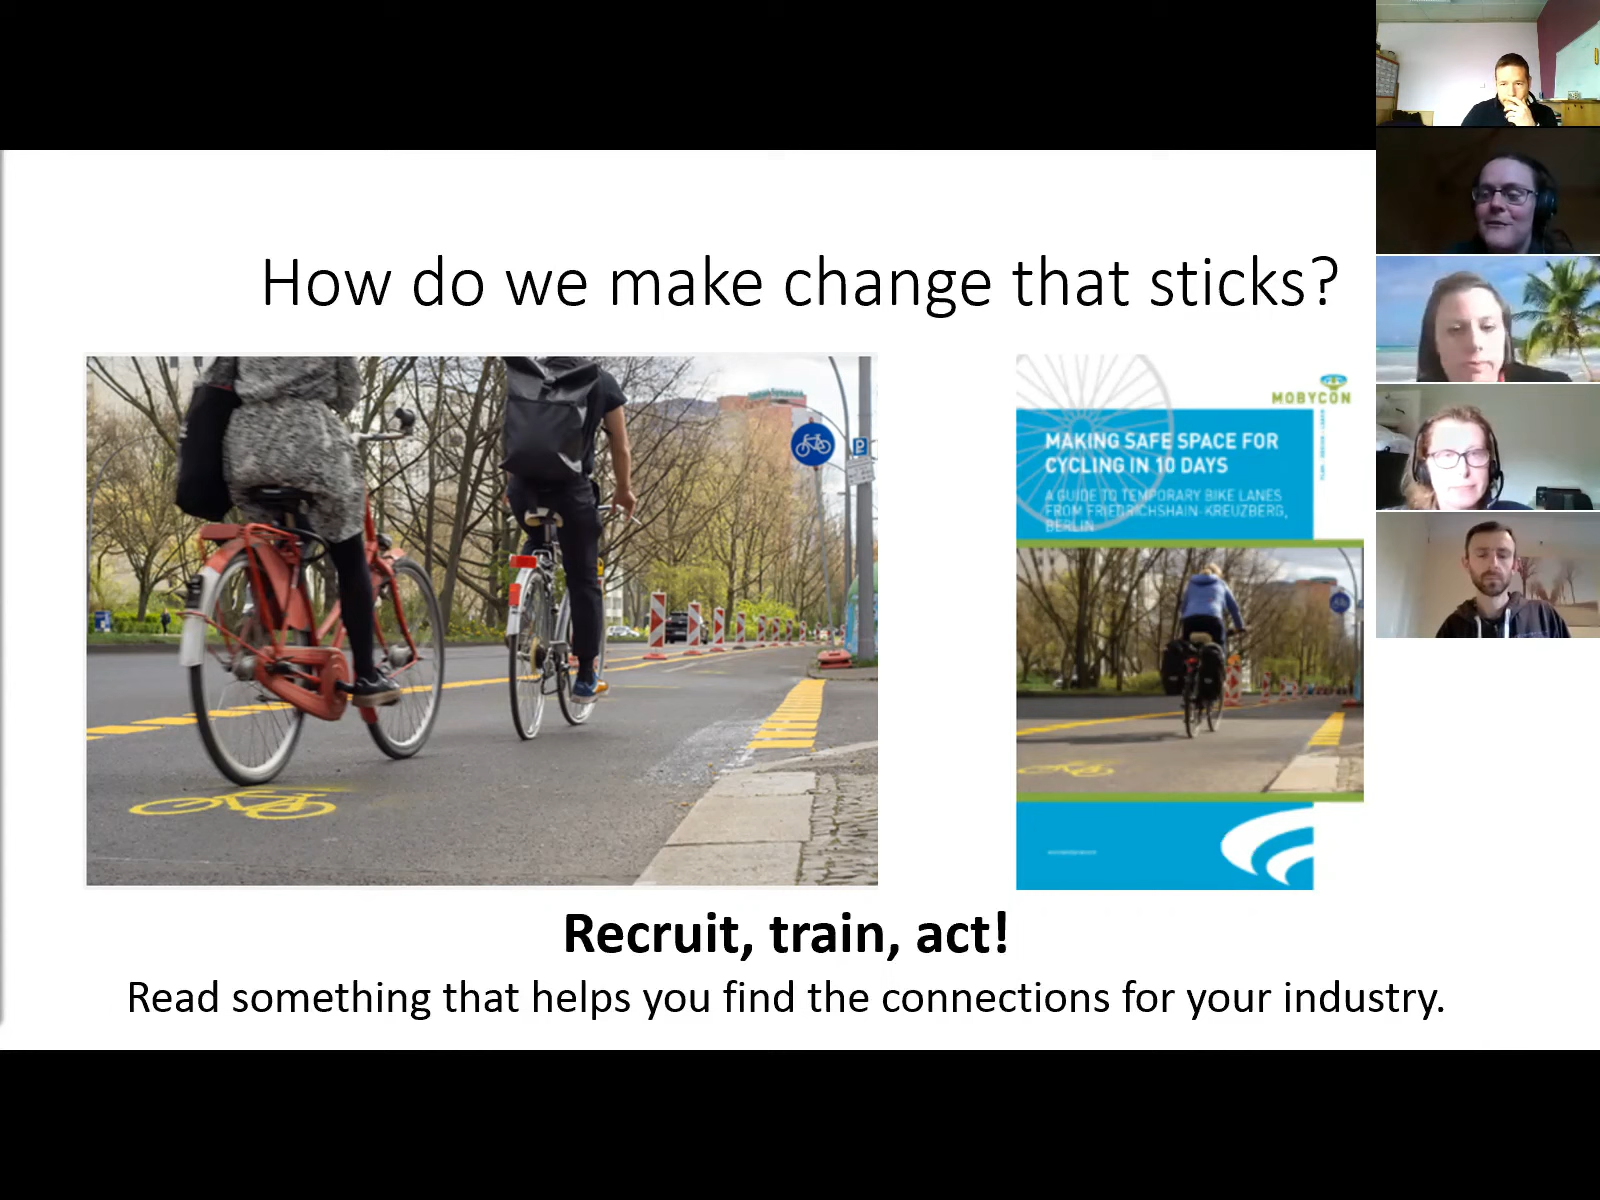 How do we make change that sticks?
MOBYCON
MAKING SAFE SPACE FOR
CYCLING IN 10 DAYS
A GUIDE TO TEMPORARY BIKE LANES
FROM FRIEDRICHSHAIN-KREUZBERG,
BERLIN
P
Recruit, train, act!
Read something that helps you find the connections for your industry.